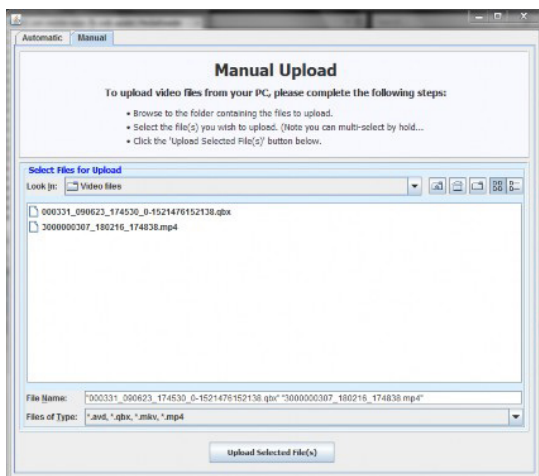 Automatic Manual
Manual Upload
To upload video files from your PC, please complete the following steps:
• Browse to the folder containing the files to upload.
• Select the file(s) you wish to upload. (Note you can multi-select by hold...
• Click the 'Upload Selected File(s)' button below.
Select Files for Upload
Look In: Video files
000331_090623_174530_0-1521476152138.qbx
3000000307_180216_174838.mp4
File Name: "000331_090623_174530_0-1521476152138.qbx" "3000000307_180216_174838.mp4"
Files of Type: *.avd, *.qbx, *.mkv, *.mp4
Upload Selected File(s)